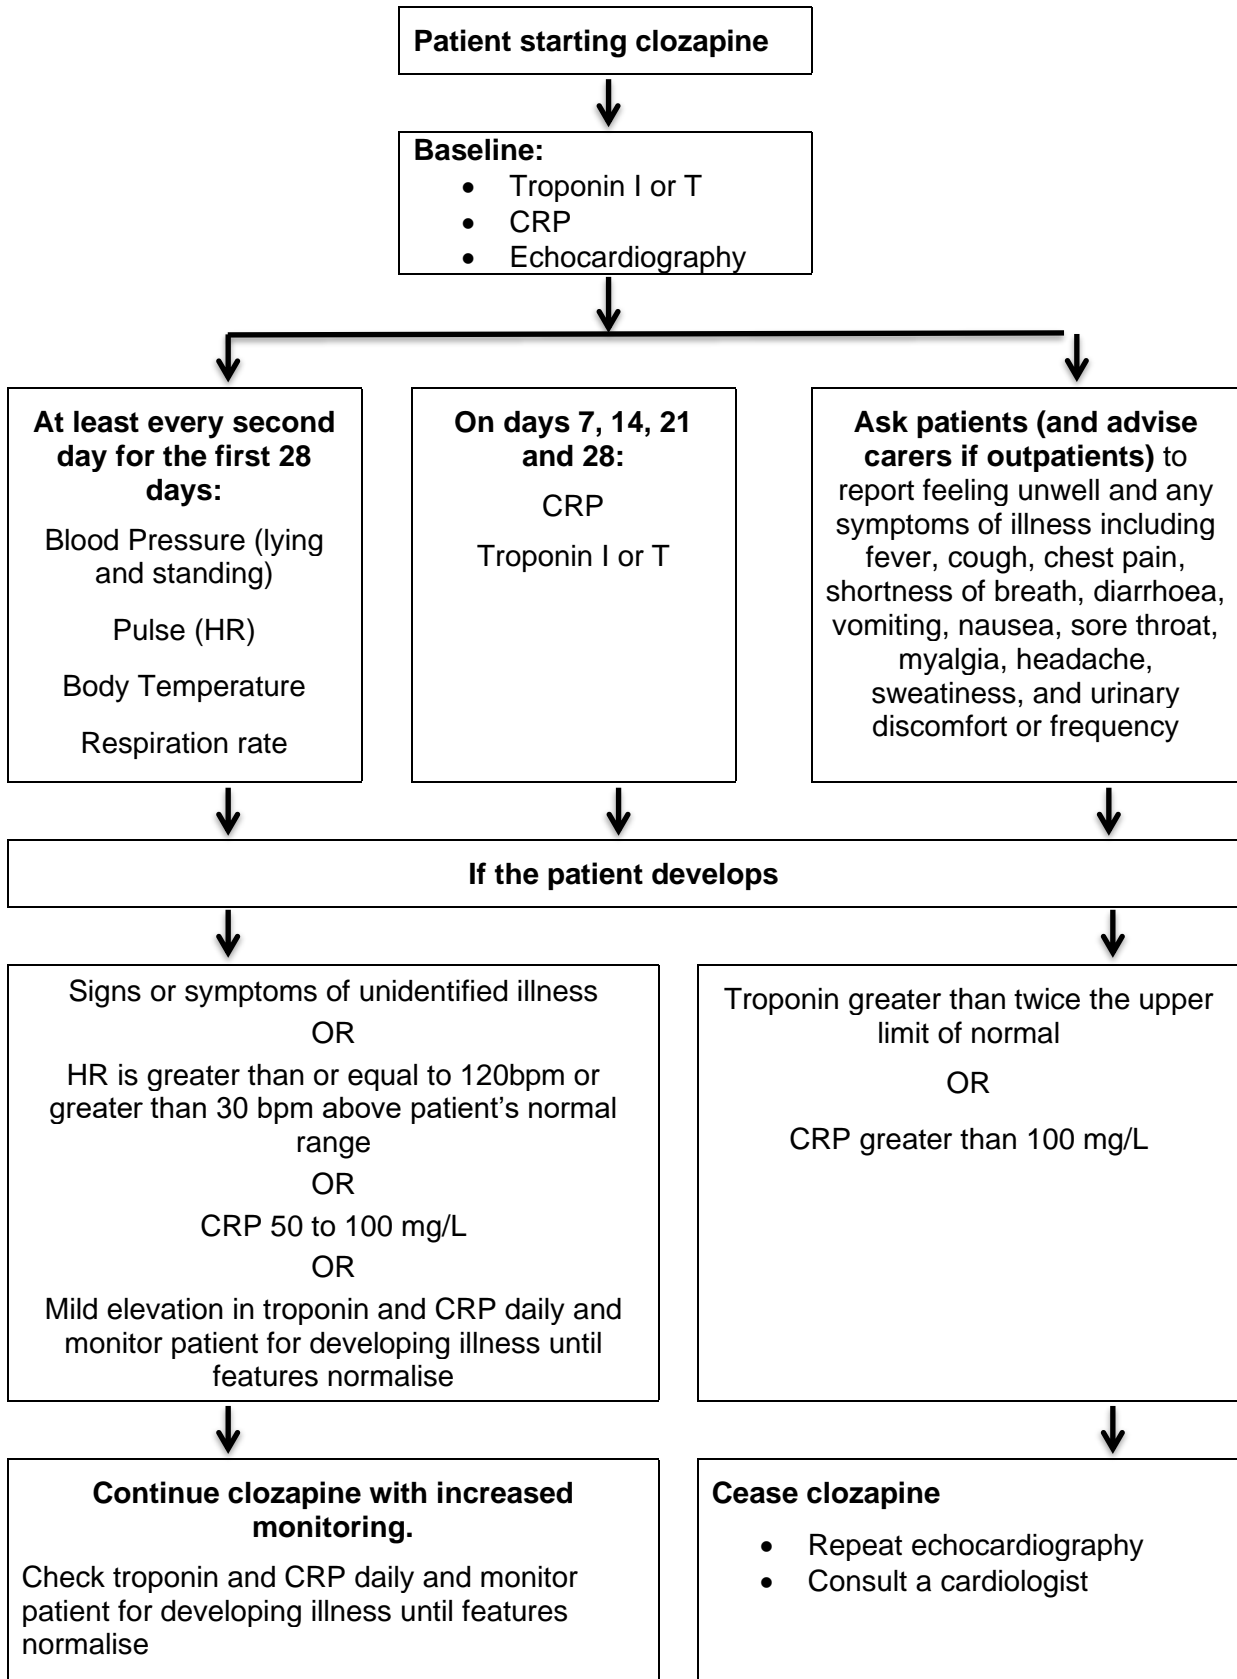 Patient starting clozapine
Baseline:
• Troponin I or T
• CRP
• Echocardiography
At least every second
day for the first 28
days:
Blood Pressure (lying
and standing)
Pulse (HR)
Body Temperature
Respiration rate
On days 7, 14, 21
and 28:
CRP
Troponin I or T
Ask patients (and advise
carers if outpatients) to
report feeling unwell and any
symptoms of illness including
fever, cough, chest pain,
shortness of breath, diarrhoea,
vomiting, nausea, sore throat,
myalgia, headache,
sweatiness, and urinary
discomfort or frequency
If the patient develops
Signs or symptoms of unidentified illness
OR
HR is greater than or equal to 120bpm or
greater than 30 bpm above patient’s normal
range
OR
CRP 50 to 100 mg/L
OR
Mild elevation in troponin and CRP daily and
monitor patient for developing illness until
features normalise
Troponin greater than twice the upper
limit of normal
OR
CRP greater than 100 mg/L
Continue clozapine with increased
monitoring.
Check troponin and CRP daily and monitor
patient for developing illness until features
normalise
Cease clozapine
• Repeat echocardiography
• Consult a cardiologist